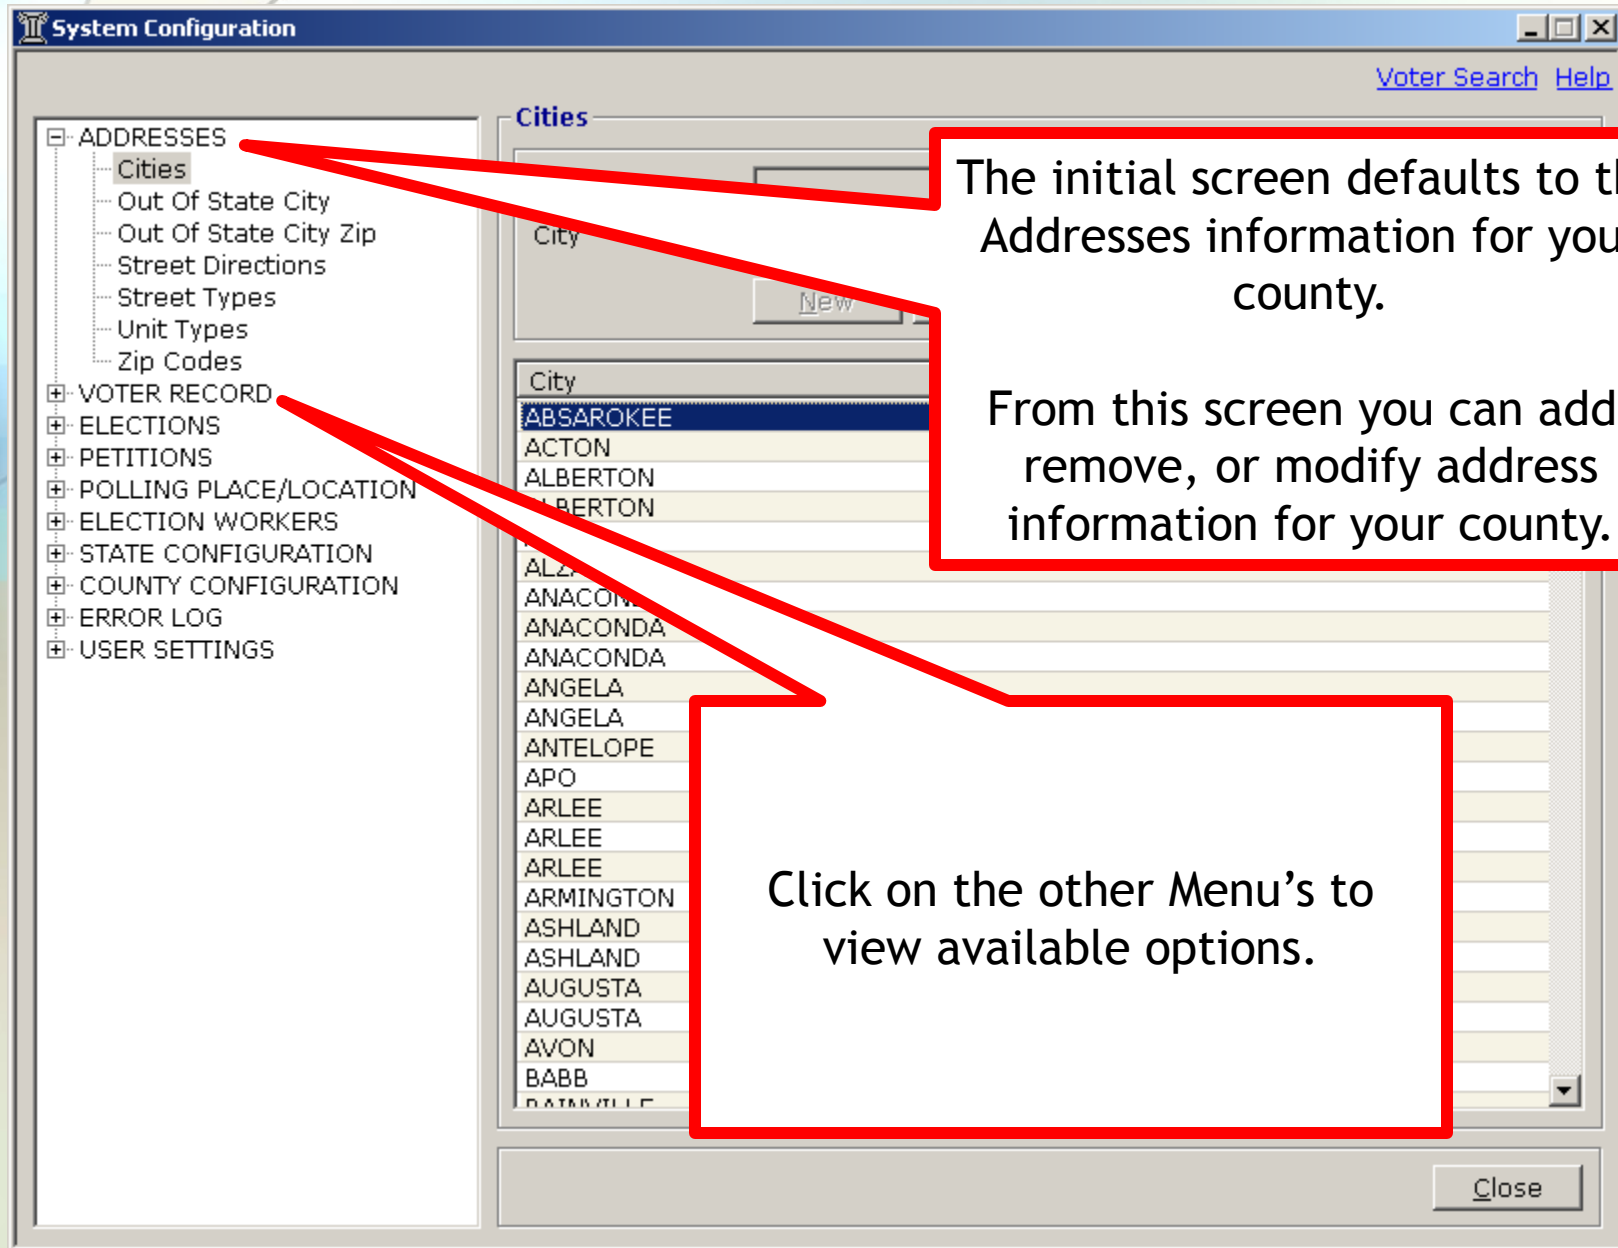 System Configuration
Voter Search Help
ADDRESSES
Cities
Out Of State City
Out Of State City Zip
Street Directions
Street Types
Unit Types
Zip Codes
VOTER RECORD
ELECTIONS
PETITIONS
POLLING PLACE/LOCATION
ELECTION WORKERS
STATE CONFIGURATION
COUNTY CONFIGURATION
ERROR LOG
USER SETTINGS
Cities
City
New
The initial screen defaults to
Addresses information for
county.
From this screen you can add
remove, or modify address
information for your county.
City
ABSAROKEE
ACTON
ALBERTON
ALBERTON
ANACONDA
ANACONDA
ANGELA
ANGELA
ANTELOPE
APO
ARLEE
ARLEE
ARLEE
ARMINGTON
ASHLAND
ASHLAND
AUGUSTA
AUGUSTA
AVON
BABB
Click on the other Menu’s to
view available options.
Close